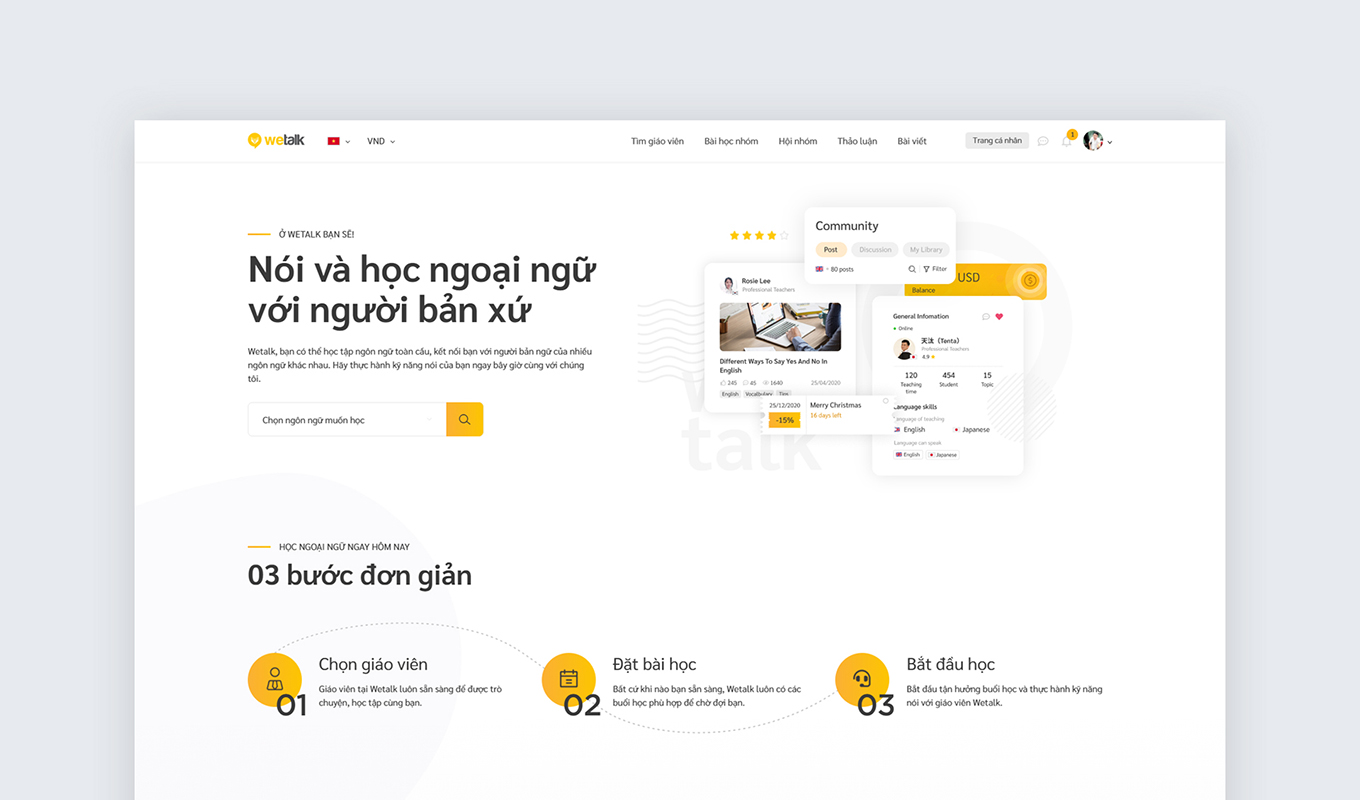 wetalk
VND
Tìm giáo viên
Bài học nhóm
Hội nhóm
Thảo luận
Bài viết
Trang cá nhân
1
Ở WETALK BẠN SẼ!
Nói và học ngoại ngữ
với người bản xứ
Wetalk, bạn có thể học tập ngôn ngữ toàn cầu, kết nối bạn với người bản ngữ của nhiều
ngôn ngữ khác nhau. Hãy thực hành kỹ năng nói của bạn ngay bây giờ cùng với chúng
tôi.
Chọn ngôn ngữ muốn học
Community
Post
Discussion
My Library
80 posts
Filter
Rosie Lee
Professional Teachers
Different Ways To Say Yes And No In
English
245
45
1640
25/04/2020
English
Vocabulary
Tips
25/12/2020
-15%
Merry Christmas
16 days left
talk
USD
Balance
General Infomation
Online
天汰 (Tenta)
Professional Teachers
4.9
120
Teaching
time
454
Student
15
Topic
Language skills
Language of teaching
English
Japanese
Language can speak
English
Japanese
HỌC NGOẠI NGỮ NGAY HÔM NAY
03 bước đơn giản
01
Chọn giáo viên
Giáo viên tại Wetalk luôn sẵn sàng để được trò
chuyện, học tập cùng bạn.
02
Đặt bài học
Bất cứ khi nào bạn sẵn sàng, Wetalk luôn có các
buổi học phù hợp để chờ đợi bạn.
03
Bắt đầu học
Bắt đầu tận hưởng buổi học và thực hành kỹ năng
nói với giáo viên Wetalk.